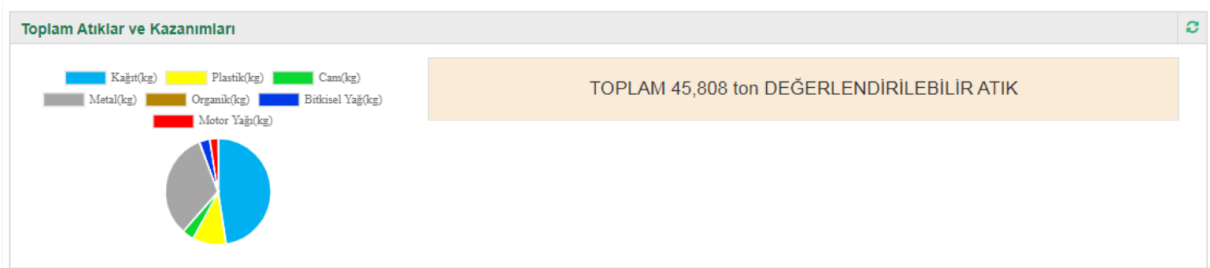 Toplam Atıklar ve Kazanımları
Kağıt(kg) Plastik(kg) Cam(kg)
Metal(kg) Organik(kg) Bitkisel Yağ(kg)
Motor Yağı(kg)
TOPLAM 45,808 ton DEĞERLENDİRİLEBİLİR ATIK